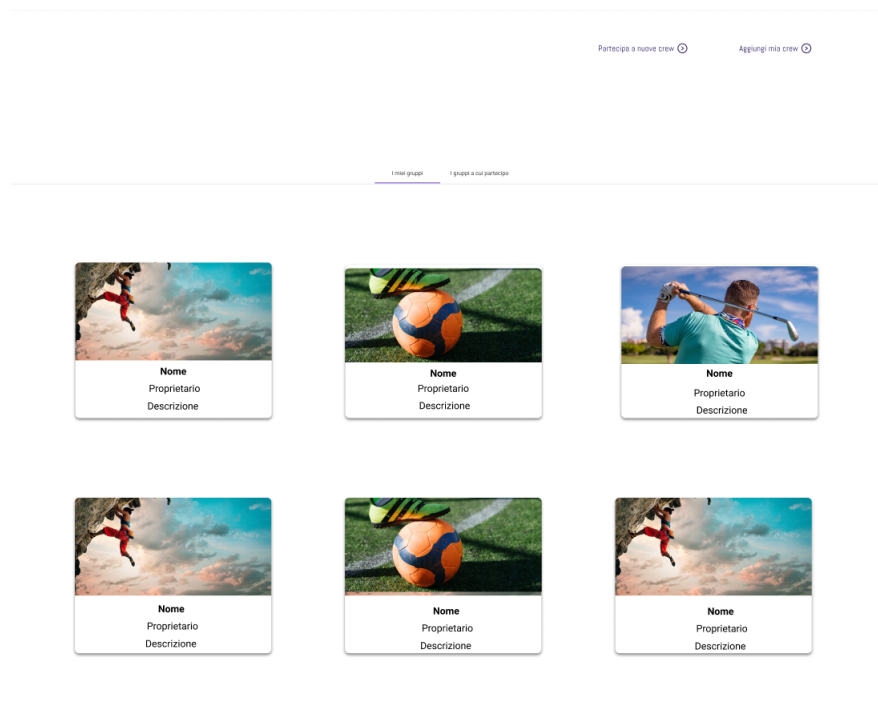 Partecipa a nuove crew
Aggiungi mia crew
I miei gruppi
I gruppi a cui partecipo
Nome
Proprietario
Descrizione
Nome
Proprietario
Descrizione
Nome
Proprietario
Descrizione
Nome
Proprietario
Descrizione
Nome
Proprietario
Descrizione
Nome
Proprietario
Descrizione